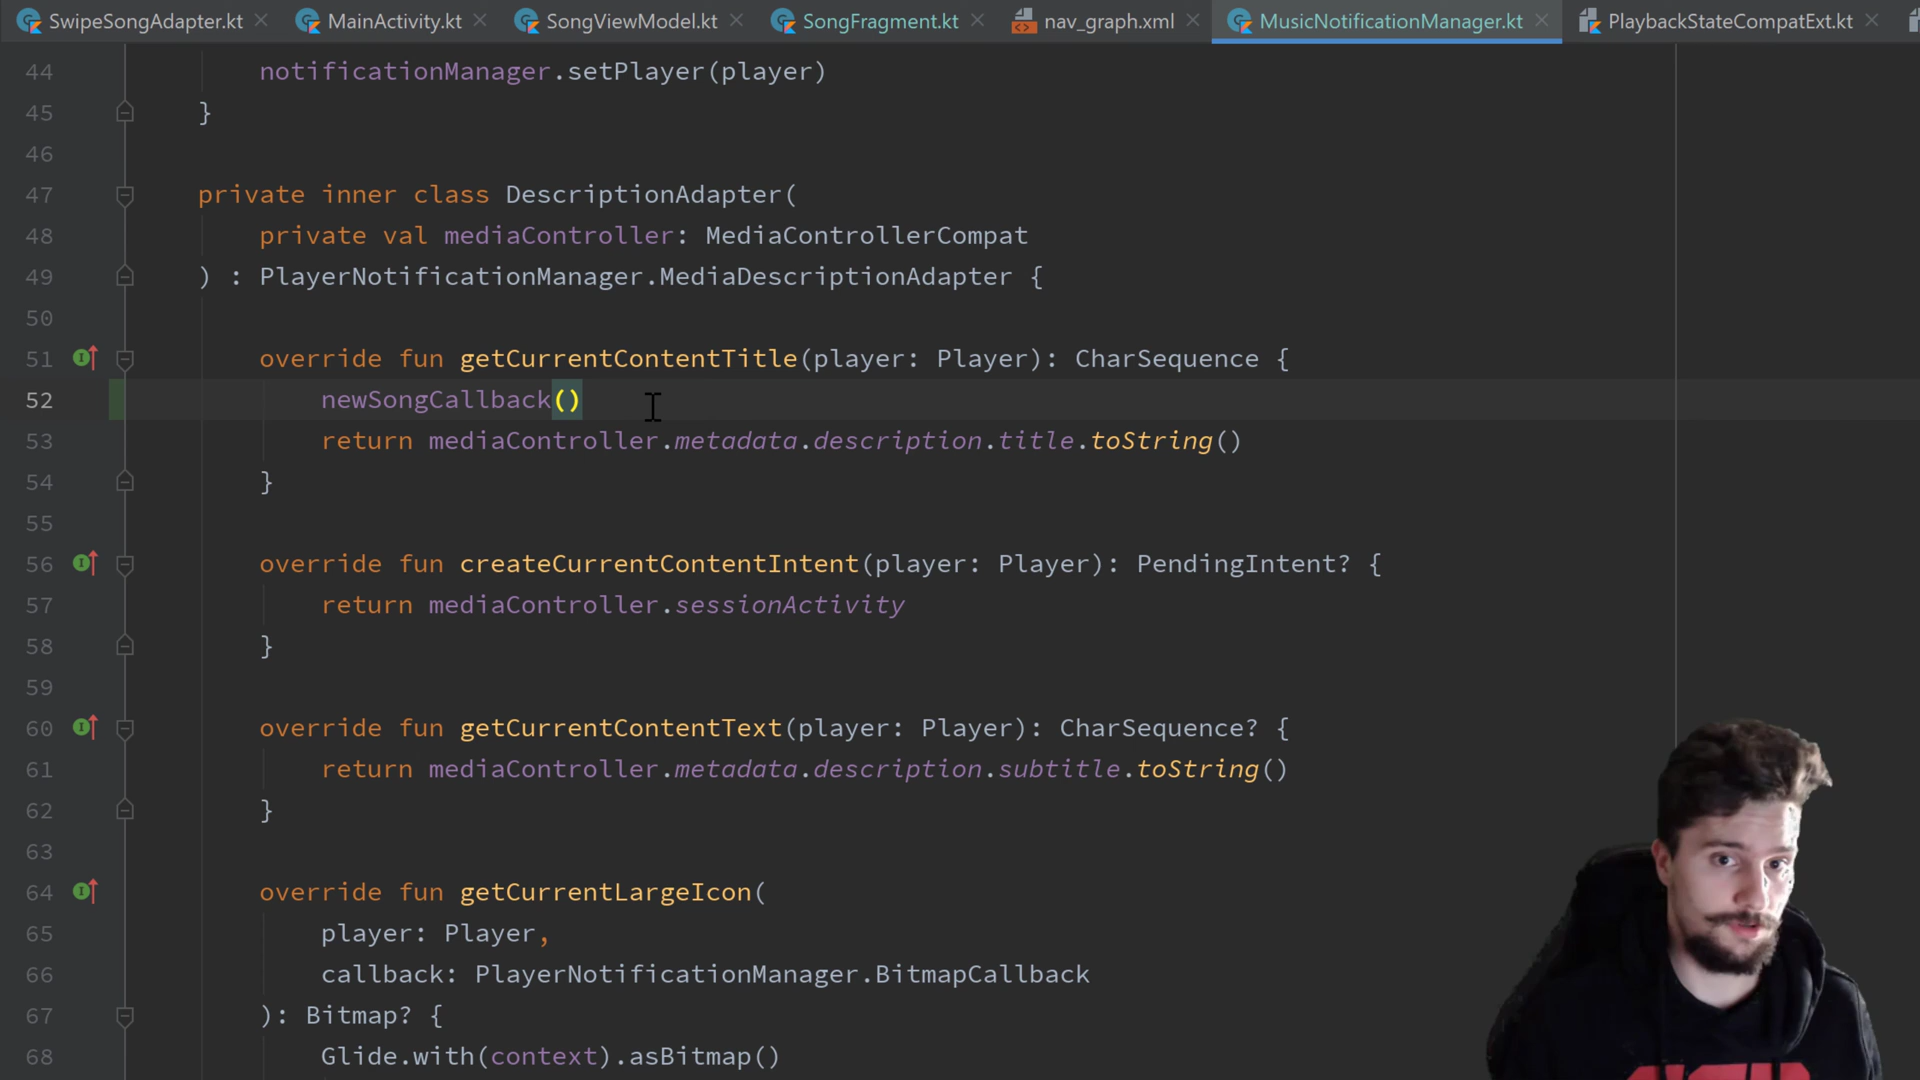 SwipeSongAdapter.kt MainActivity.kt SongViewModel.kt SongFragment.kt nav_graph.xml MusicNotificationManager.kt PlaybackStateCompatExt.kt
44 notificationManager.setPlayer(player)
45 }
46
47 private inner class DescriptionAdapter(
48 private val mediaController: MediaControllerCompat
49 ) : PlayerNotificationManager.MediaDescriptionAdapter {
50
51 override fun getCurrentContentTitle(player: Player): CharSequence {
52 newSongCallback()
53 return mediaController.metadata.description.title.toString()
54 }
55
56 override fun createCurrentContentIntent(player: Player): PendingIntent? {
57 return mediaController.sessionActivity
58 }
59
60 override fun getCurrentContentText(player: Player): CharSequence? {
61 return mediaController.metadata.description.subtitle.toString()
62 }
63
64 override fun getCurrentLargeIcon(
65 player: Player,
66 callback: PlayerNotificationManager.BitmapCallback
67 ): Bitmap? {
68 Glide.with(context).asBitmap()